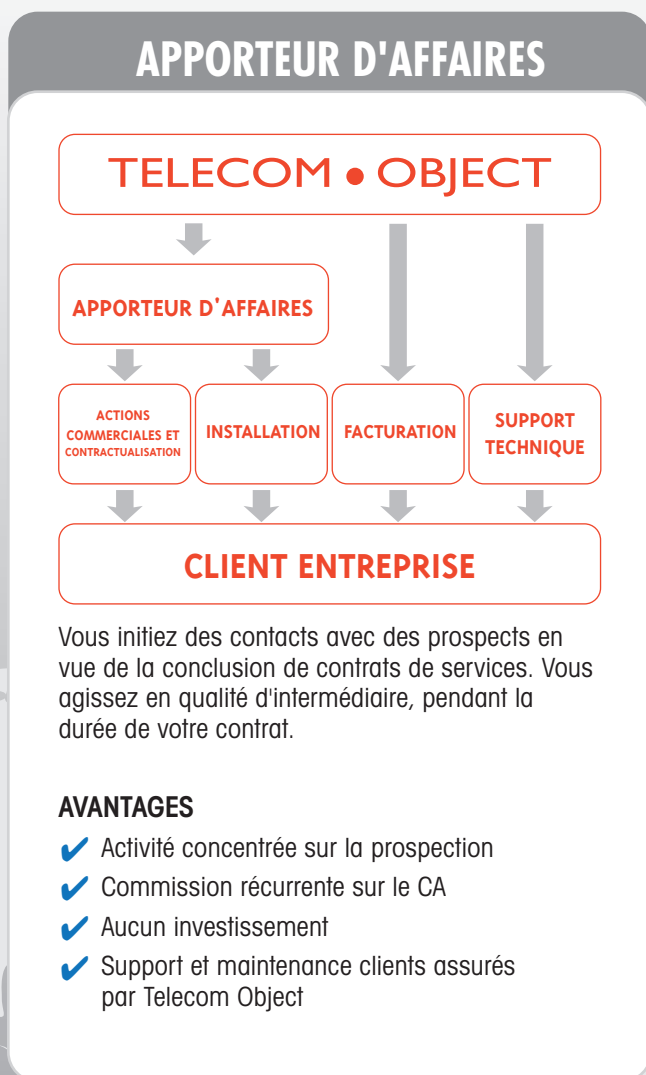 APPORTEUR D'AFFAIRES
TELECOM • OBJECT
APPORTEUR D'AFFAIRES
ACTIONS
COMMERCIALES ET
CONTRACTUALISATION
INSTALLATION
FACTURATION
SUPPORT
TECHNIQUE
CLIENT ENTREPRISE
Vous initiez des contacts avec des prospects en
vue de la conclusion de contrats de services. Vous
agissez en qualité d'intermédiaire, pendant la
durée de votre contrat.
AVANTAGES
✔ Activité concentrée sur la prospection
✔ Commission récurrente sur le CA
✔ Aucun investissement
✔ Support et maintenance clients assurés
par Telecom Object